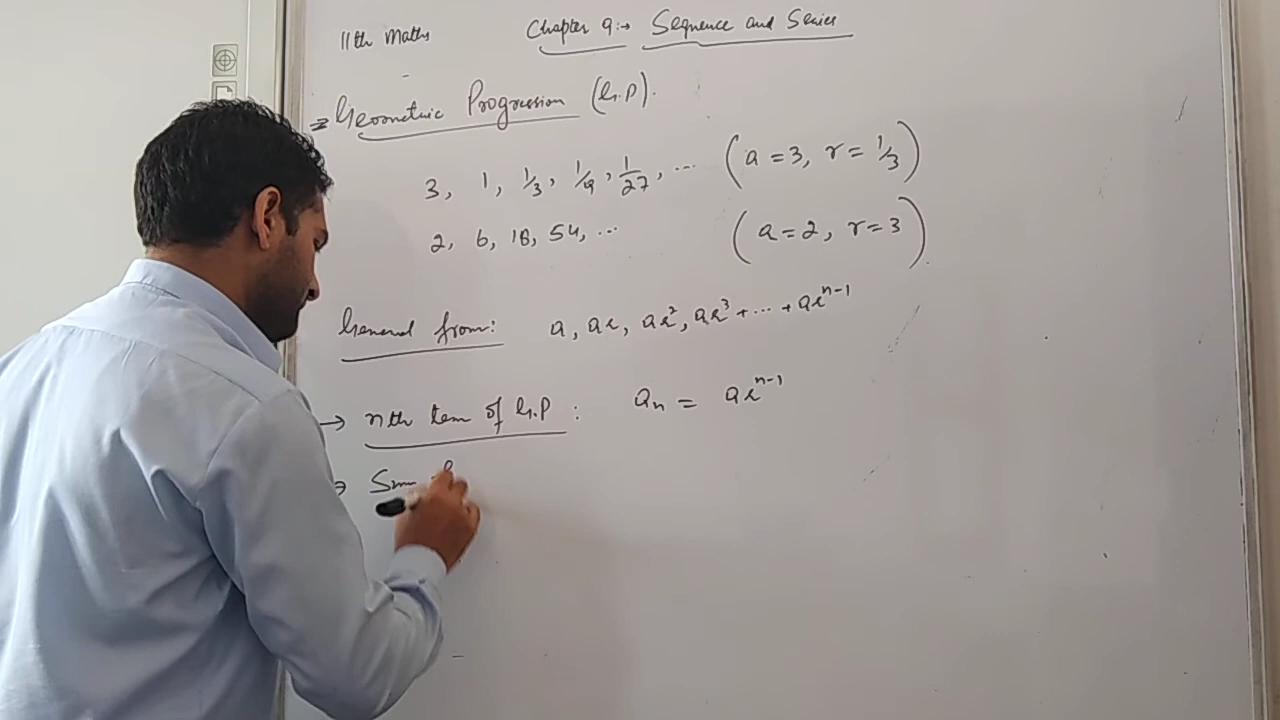 11th Maths Chapter 9:→ Sequence and Series
⇒ Geometric Progression (G.P).
3, 1, 1/3, 1/9, 1/27, ... (a = 3, r = 1/3)
2, 6, 18, 54, ... (a = 2, r = 3)
General from: a, ar, ar², ar³ + ... + arⁿ⁻¹
→ nth term of G.P : aₙ = arⁿ⁻¹
→ Sum